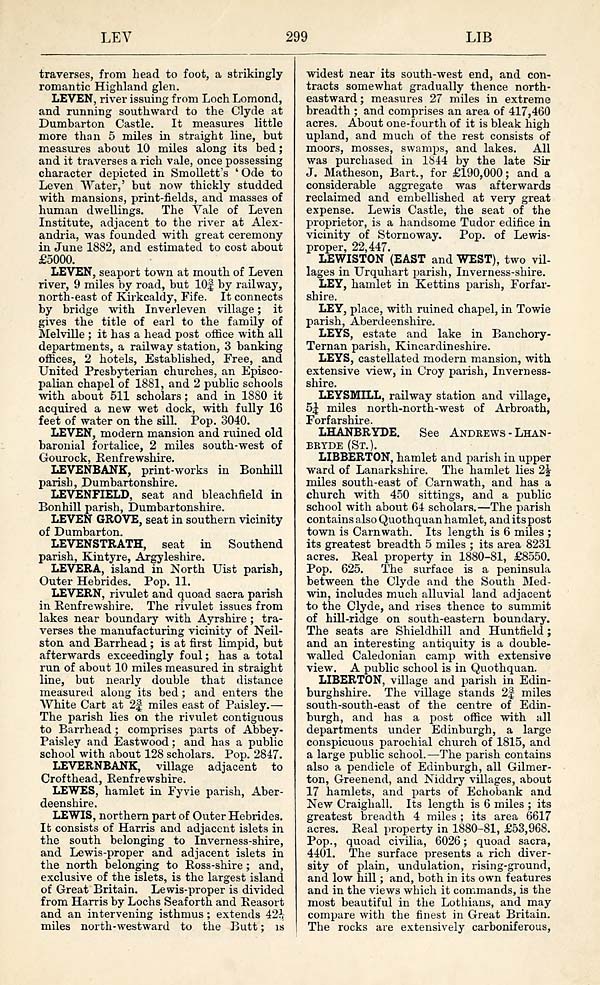 LEV 299 LIB
traverses, from head to foot, a strikingly
romantic Highland glen.
LEVEN, river issuing from Loch Lomond,
and running southward to the Clyde at
Dumbarton Castle. It measures little
more than 5 miles in straight line, but
measures about 10 miles along its bed;
and it traverses a rich vale, once possessing
character depicted in Smollett's 'Ode to
Leven Water,' but now thickly studded
with mansions, print-fields, and masses of
human dwellings. The Vale of Leven
Institute, adjacent to the river at Alex-
andria, was founded with great ceremony
in June 1882, and estimated to cost about
£5000.
LEVEN, seaport town at mouth of Leven
river, 9 miles by road, but 10¾ by railway,
north-east of Kirkcaldy, Fife. It connects
by bridge with Inverleven village; it
gives the title of earl to the family of
Melville; it has a head post office with all
departments, a railway station, 3 banking
offices, 2 hotels, Established, Free, and
United Presbyterian churches, an Episco-
palian chapel of 1881, and 2 public schools
with about 511 scholars; and in 1880 it
acquired a new wet dock, with fully 16
feet of water on the sill. Pop. 3040.
LEVEN, modern mansion and ruined old
baronial fortalice, 2 miles south-west of
Gourock, Renfrewshire.
LEVENBANK, print-works in Bonhill
parish, Dumbartonshire.
LEVENFIELD, seat and bleachfield in
Bonhill parish, Dumbartonshire.
LEVEN GROVE, seat in southern vicinity
of Dumbarton.
LEVENSTRATH, seat in Southend
parish, Kintyre, Argyleshire.
LEVERA, island in North Uist parish,
Outer Hebrides. Pop. 11.
LEVERN, rivulet and quoad sacra parish
in Renfrewshire. The rivulet issues from
lakes near boundary with Ayrshire; tra-
verses the manufacturing vicinity of Neil-
ston and Barrhead; is at first limpid, but
afterwards exceedingly foul; has a total
run of about 10 miles measured in straight
line, but nearly double that distance
measured along its bed; and enters the
White Cart at 2¾ miles east of Paisley.—
The parish lies on the rivulet contiguous
to Barrhead; comprises parts of Abbey-
Paisley and Eastwood; and has a public
school with about 128 scholars. Pop. 2847.
LEVERNBANK, village adjacent to
Crofthead, Renfrewshire.
LEWES, hamlet in Fyvie parish, Aber-
deenshire.
LEWIS, northern part of Outer Hebrides.
It consists of Harris and adjacent islets in
the south belonging to Inverness-shire,
and Lewis-proper and adjacent islets in
the north belonging to Ross-shire; and,
exclusive of the islets, is the largest island
of Great Britain. Lewis-proper is divided
from Harris by Lochs Seaforth and Reasort
and an intervening isthmus; extends 42½
miles north-westward to the Butt; is
widest near its south-west end, and con-
tracts somewhat gradually thence north-
eastward; measures 27 miles in extreme
breadth; and comprises an area of 417,460
acres. About one-fourth of it is bleak high
upland, and much of the rest consists of
moors, mosses, swamps, and lakes. All
was purchased in 1844 by the late Sir
J. Matheson, Bart., for £190,000; and a
considerable aggregate was afterwards
reclaimed and embellished at very great
expense. Lewis Castle, the seat of the
proprietor, is a handsome Tudor edifice in
vicinity of Stornoway. Pop. of Lewis-
proper, 22,447.
LEWISTON (EAST and WEST), two vil-
lages in Urquhart parish, Inverness-shire.
LEY, hamlet in Kettins parish, Forfar-
shire.
LEY, place, with ruined chapel, in Towie
parish, Aberdeenshire.
LEYS, estate and lake in Banchory-
Ternan parish, Kincardineshire.
LEYS, castellated modern mansion, with
extensive view, in Croy parish, Inverness-
shire.
LEYSMILL, railway station and village,
5¼ miles north-north-west of Arbroath,
Forfarshire.
LHANBRYDE. See ANDREWS-LHAN-
BRYDE (ST.).
LIBBERTON, hamlet and parish in upper
ward of Lanarkshire. The hamlet lies 2½
miles south-east of Carnwath, and has a
church with 450 sittings, and a public
school with about 64 scholars.—The parish
contains also Quothquan hamlet, and its post
town is Carnwath. Its length is 6 miles;
its greatest breadth 5 miles; its area 8231
acres. Real property in 1880-81, £8550.
Pop. 625. The surface is a peninsula
between the Clyde and the South Med-
win, includes much alluvial land adjacent
to the Clyde, and rises thence to summit
of hill-ridge on south-eastern boundary.
The seats are Shieldhill and Huntfield;
and an interesting antiquity is a double-
walled Caledonian camp with extensive
view. A public school is in Quothquan.
LIBERTON, village and parish in Edin-
burghshire. The village stands 2¾ miles
south-south-east of the centre of Edin-
burgh, and has a post office with all
departments under Edinburgh, a large
conspicuous parochial church of 1815, and
a large public school.—The parish contains
also a pendicle of Edinburgh, all Gilmer-
ton, Greenend, and Niddry villages, about
17 hamlets, and parts of Echobank and
New Craighall. Its length is 6 miles; its
greatest breadth 4 miles; its area 6617
acres. Real property in 1880-81, £53,968.
Pop., quoad civilia, 6026; quoad sacra,
4401. The surface presents a rich diver-
sity of plain, undulation, rising-ground,
and low hill; and, both in its own features
and in the views which it commands, is the
most beautiful in the Lothians, and may
compare with the finest in Great Britain.
The rocks are extensively carboniferous,